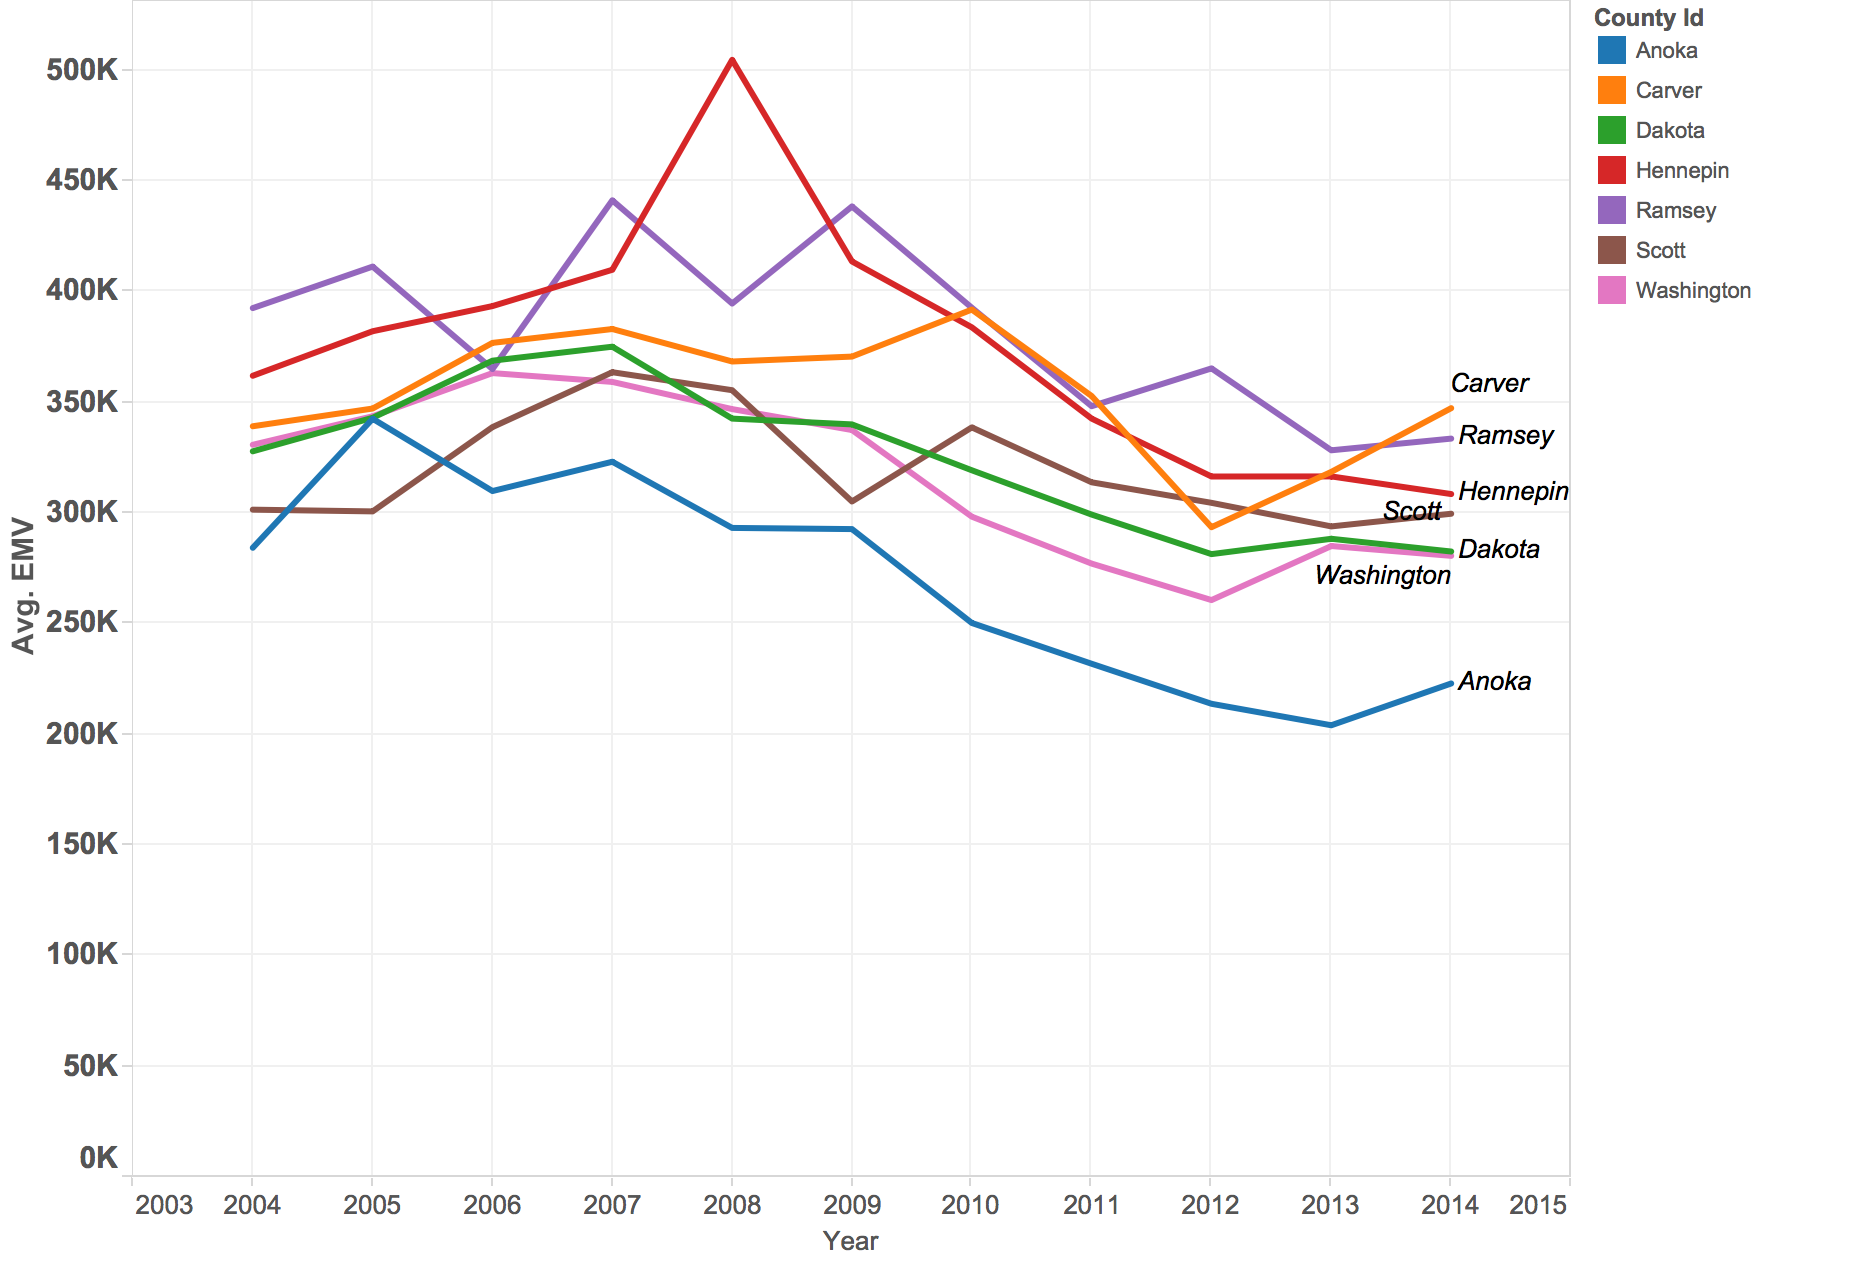 County Id
Anoka
Carver
Dakota
Hennepin
Ramsey
Scott
Washington
500K
450K
400K
350K
300K
250K
200K
150K
100K
50K
0K
Avg. EMV
Carver
Ramsey
Hennepin
Scott
Dakota
Washington
Anoka
2003 2004 2005 2006 2007 2008 2009 2010 2011 2012 2013 2014 2015
Year